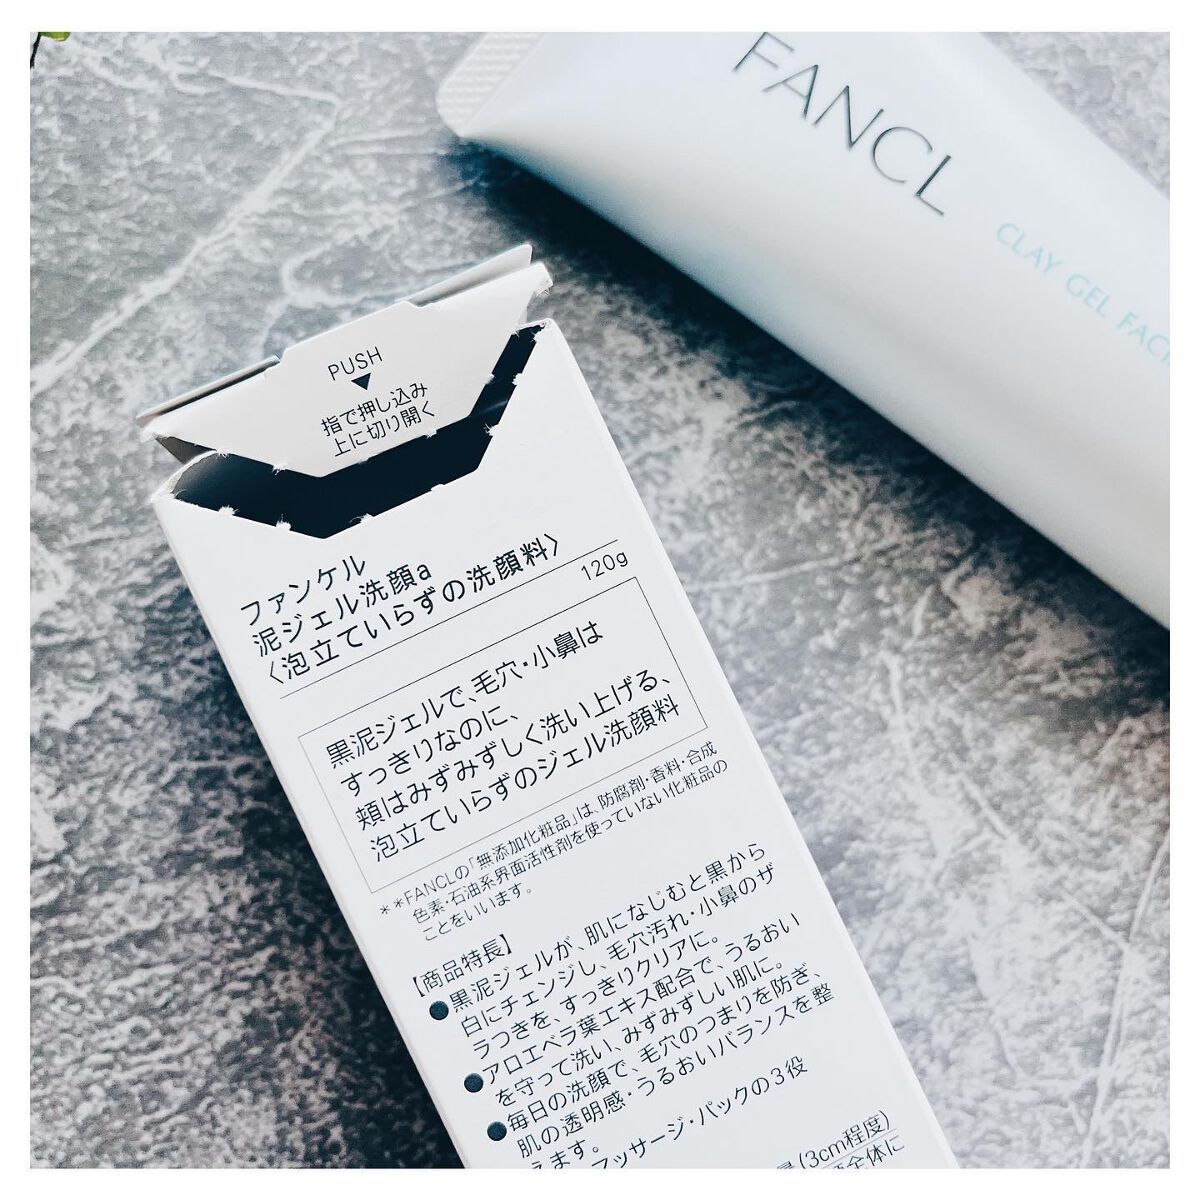 FANCL
CLAY GEL FACI
PUSH
指で押し込み
上に切り開く
ファンケル
泥ジェル洗顔a
〈泡立ていらずの洗顔料〉
120g
黒泥ジェルで、毛穴・小鼻は
すっきりなのに、
頬はみずみずしく洗い上げる、
泡立ていらずのジェル洗顔料
＊＊FANCLの「無添加化粧品」は、防腐剤・香料・合成
色素・石油系界面活性剤を使っていない化粧品の
ことをいいます。
【商品特長】
●黒泥ジェルが、肌になじむと黒から
白にチェンジし、毛穴汚れ・小鼻のザ
ラつきを、すっきりクリアに。
●アロエベラ葉エキス配合で、うるおい
を守って洗い、みずみずしい肌に。
●毎日の洗顔で、毛穴のつまりを防ぎ、
肌の透明感・うるおいバランスを整
えます。
ッサージ・パックの3役
(3cm程度)
全体に